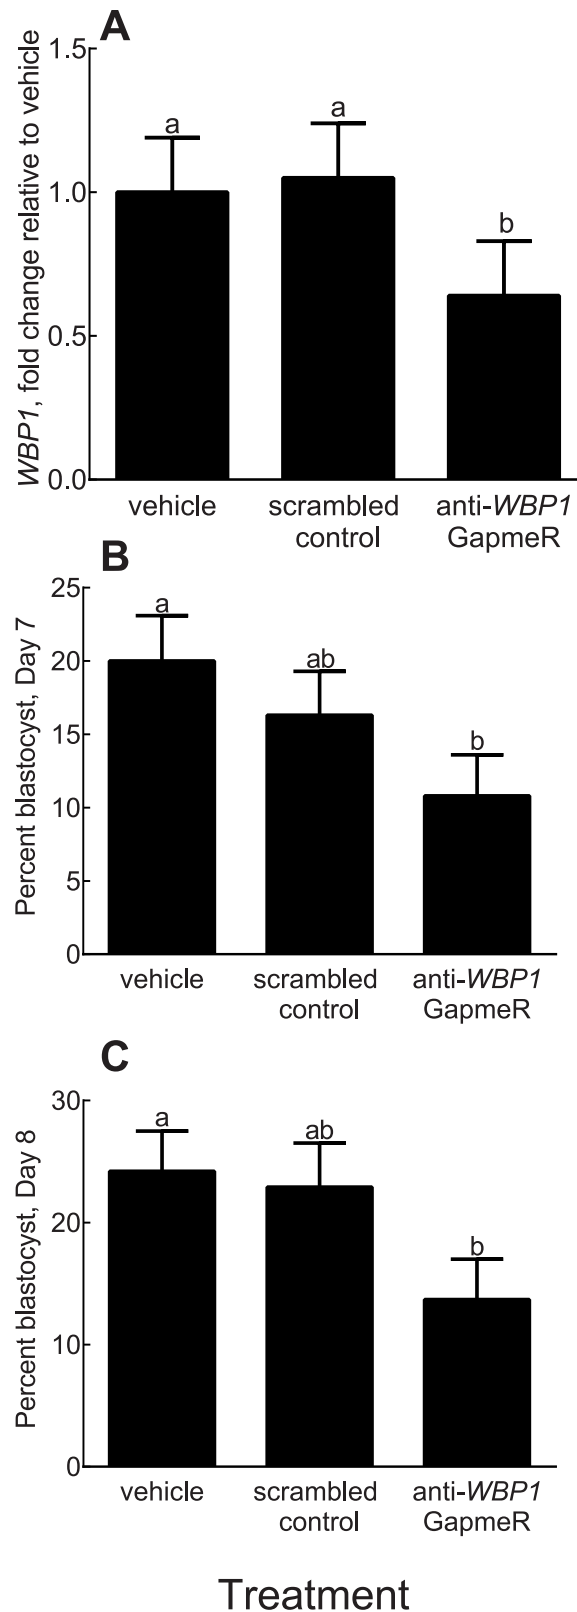 A
WBP1, fold change relative to vehicle
1.5
1.0
0.5
0.0
a
a
b
vehicle
scrambled
control
anti-WBP1
GapmeR
B
Percent blastocyst, Day 7
25
20
15
10
5
0
a
ab
b
vehicle
scrambled
control
anti-WBP1
GapmeR
C
Percent blastocyst, Day 8
30
20
10
0
a
ab
b
vehicle
scrambled
control
anti-WBP1
GapmeR
Treatment